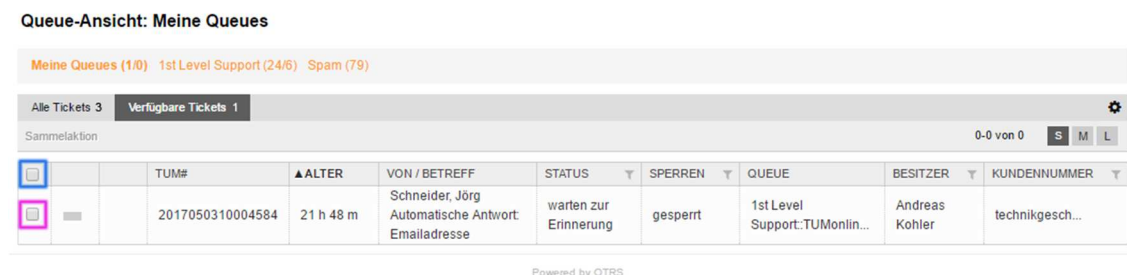 Queue-Ansicht: Meine Queues
Meine Queues (1/0) 1st Level Support (24/6) Spam (79)
Alle Tickets 3 Verfügbare Tickets 1
Sammelaktion 0-0 von 0 S M L
TUM# ▲ALTER VON / BETREFF STATUS SPERREN QUEUE BESITZER KUNDENNUMMER
2017050310004584 21 h 48 m Schneider, Jörg Automatische Antwort: Emailadresse warten zur Erinnerung gesperrt 1st Level Support::TUMonlin... Andreas Kohler technikgesch...
Powered by OTRS